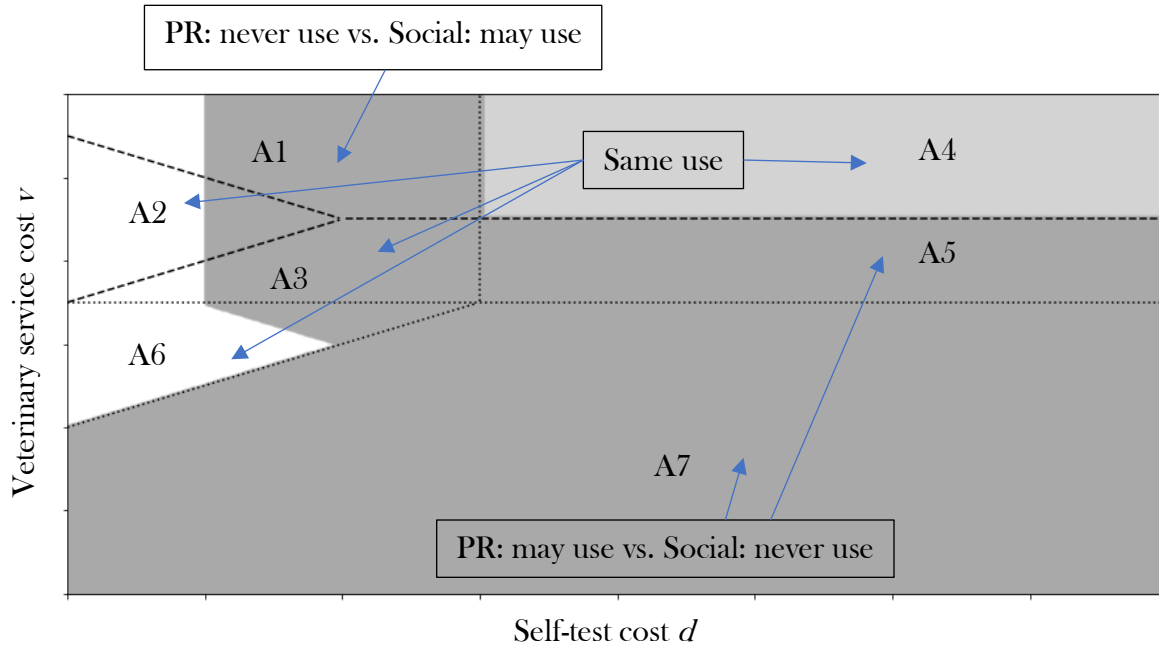 PR: never use vs. Social: may use
A1
Same use
A4
A2
A3
A5
A6
A7
PR: may use vs. Social: never use
Veterinary service cost v
Self-test cost d